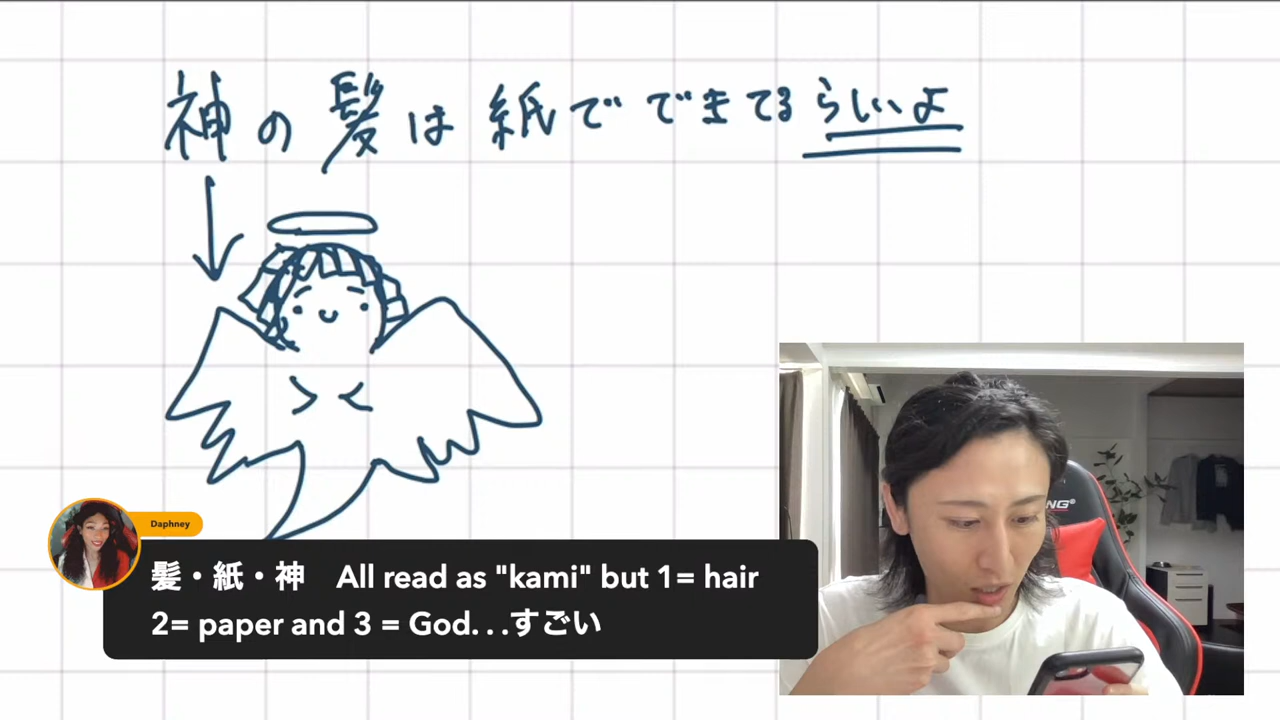 神の髪は紙でできてるらしいよ
NG®
Daphney
髪・紙・神 All read as "kami" but 1= hair
2= paper and 3 = God...すごい